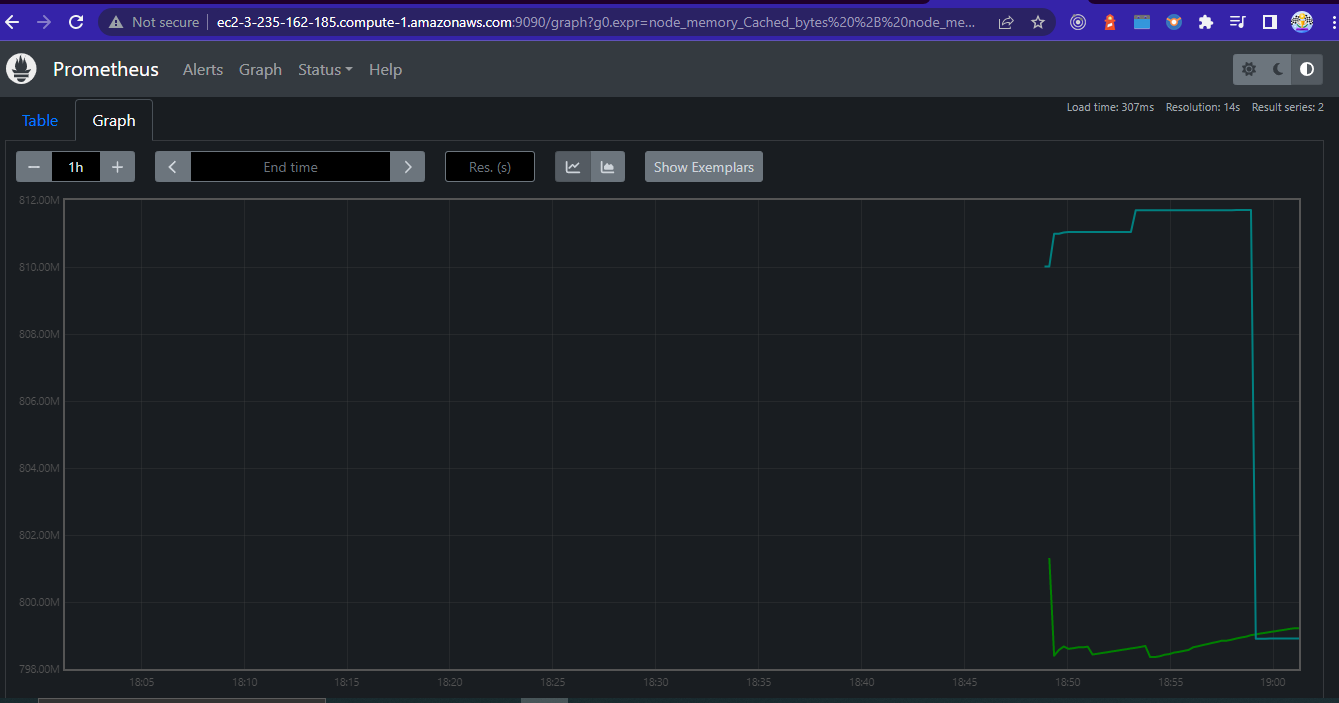 Not secure | ec2-3-235-162-185.compute-1.amazonaws.com:9090/graph?g0.expr=node_memory_Cached_bytes%20%2B%20node_me...
Prometheus Alerts Graph Status Help
Load time: 307ms Resolution: 14s Result series: 2
Table Graph
1h End time Res. (s) Show Exemplars
812.00M
810.00M
808.00M
806.00M
804.00M
802.00M
800.00M
798.00M
18:05 18:10 18:15 18:20 18:25 18:30 18:35 18:40 18:45 18:50 18:55 19:00